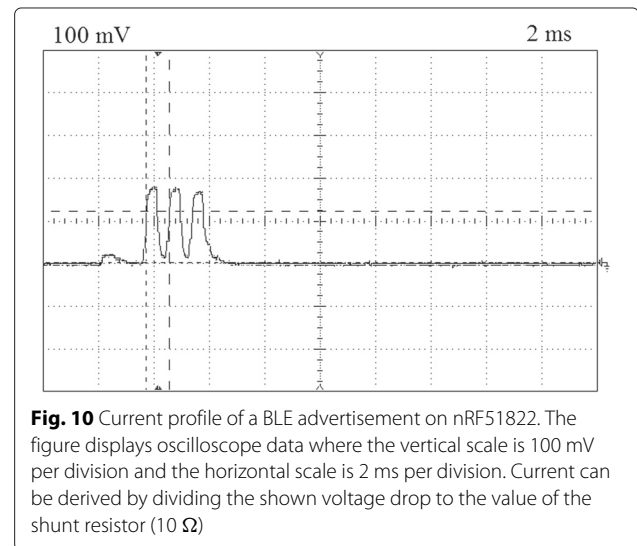 100 mV 2 ms
Fig. 10 Current profile of a BLE advertisement on nRF51822. The
figure displays oscilloscope data where the vertical scale is 100 mV
per division and the horizontal scale is 2 ms per division. Current can
be derived by dividing the shown voltage drop to the value of the
shunt resistor (10 Ω)